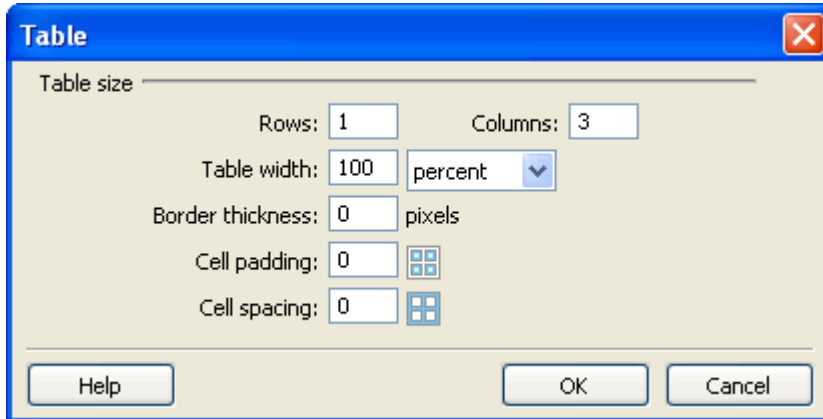 Table
Table size
Rows: 1 Columns: 3
Table width: 100 percent
Border thickness: 0 pixels
Cell padding: 0
Cell spacing: 0
Help OK Cancel